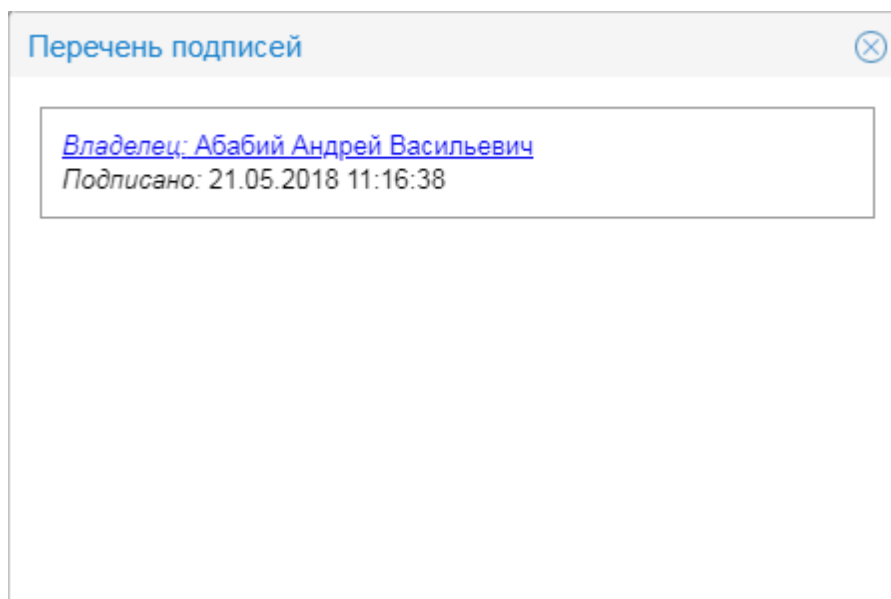 Перечень подписей
Владелец: Абабий Андрей Васильевич
Подписано: 21.05.2018 11:16:38